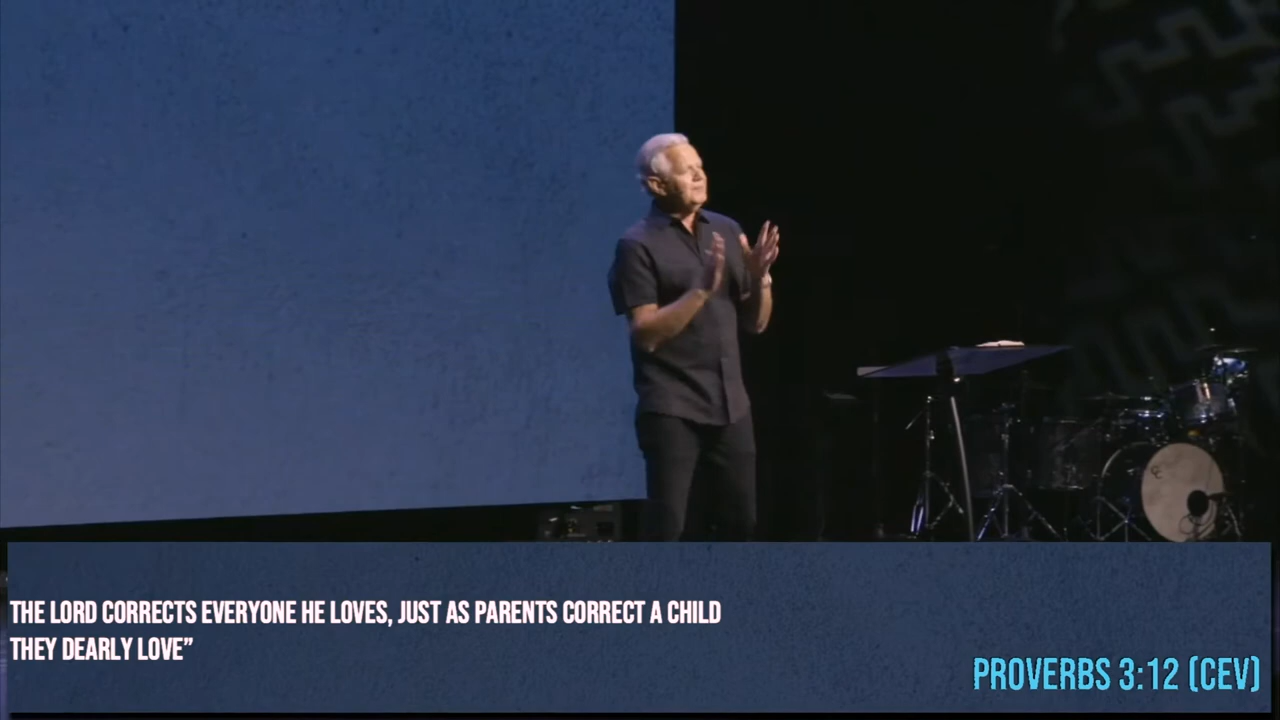 THE LORD CORRECTS EVERYONE HE LOVES, JUST AS PARENTS CORRECT A CHILD
THEY DEARLY LOVE”
PROVERBS 3:12 (CEV)